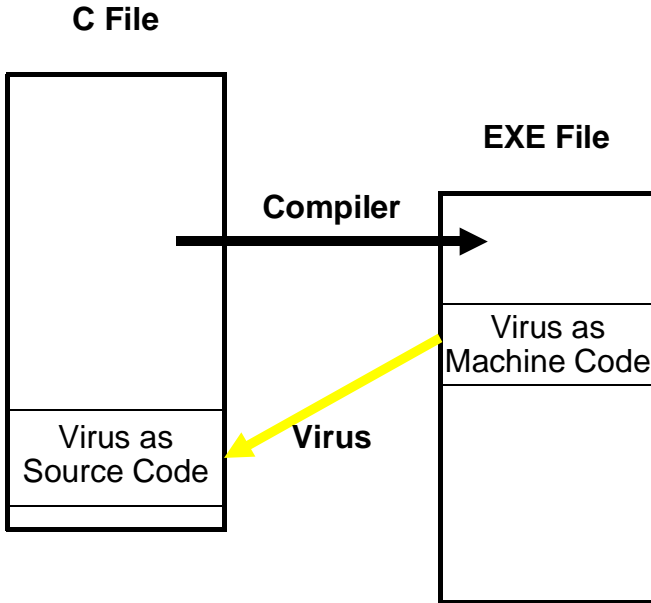 C File
EXE File
Compiler
Virus as
Machine Code
Virus as
Source Code
Virus